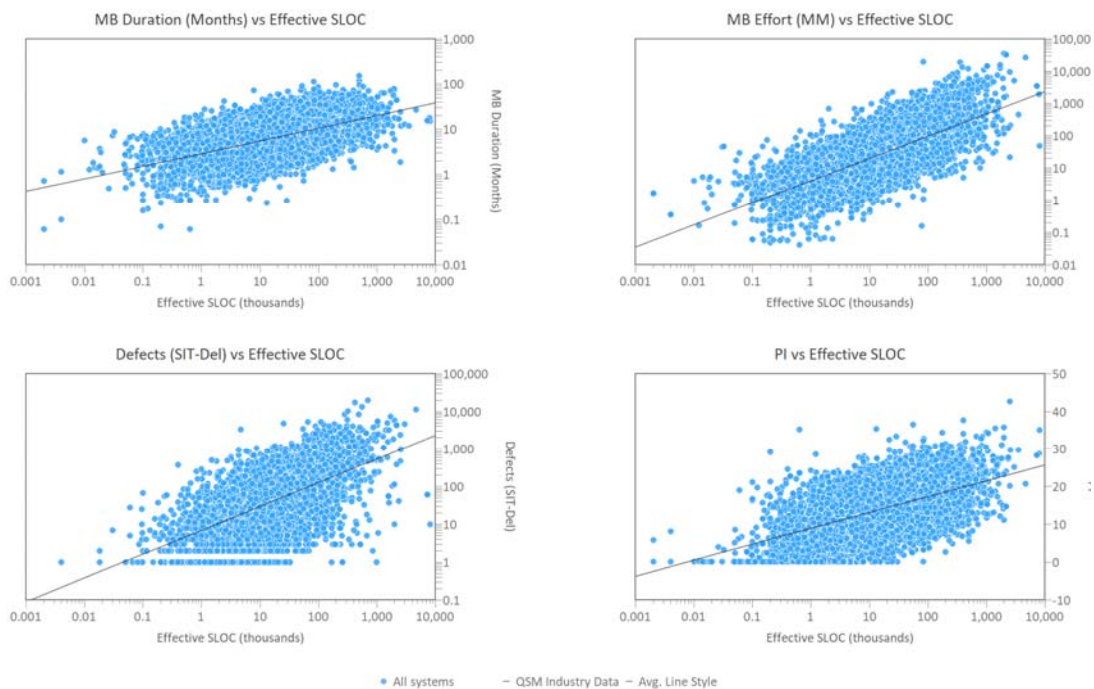 MB Duration (Months) vs Effective SLOC
1,000
100
10
1
0.1
0.01
MB Duration (Months)
0.001 0.01 0.1 1 10 100 1,000 10,000
Effective SLOC (thousands)
MB Effort (MM) vs Effective SLOC
100,00
10,000
1,000
100
10
1
0.1
0.01
0.001 0.01 0.1 1 10 100 1,000 10,000
Effective SLOC (thousands)
Defects (SIT-Del) vs Effective SLOC
100,000
10,000
1,000
100
10
1
0.1
Defects (SIT-Del)
0.001 0.01 0.1 1 10 100 1,000 10,000
Effective SLOC (thousands)
PI vs Effective SLOC
50
40
30
20
10
0
-10
0.001 0.01 0.1 1 10 100 1,000 10,000
Effective SLOC (thousands)
All systems QSM Industry Data Avg. Line Style